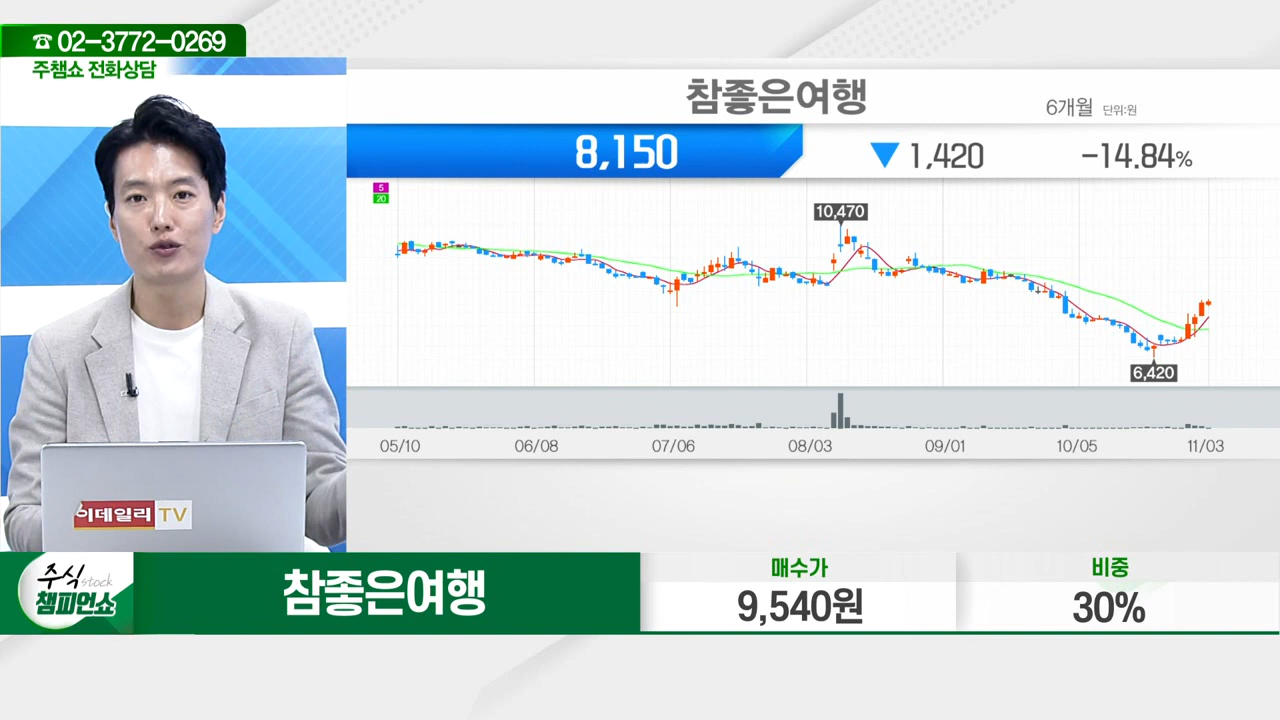 ☎ 02-3772-0269
주챔쇼 전화상담
참좋은여행
6개월 단위:원
8,150 ▼ 1,420 -14.84%
5
20
10,470
6,420
05/10 06/08 07/06 08/03 09/01 10/05 11/03
이데일리 TV
주식 stock
챔피언쇼
참좋은여행
매수가
9,540원
비중
30%